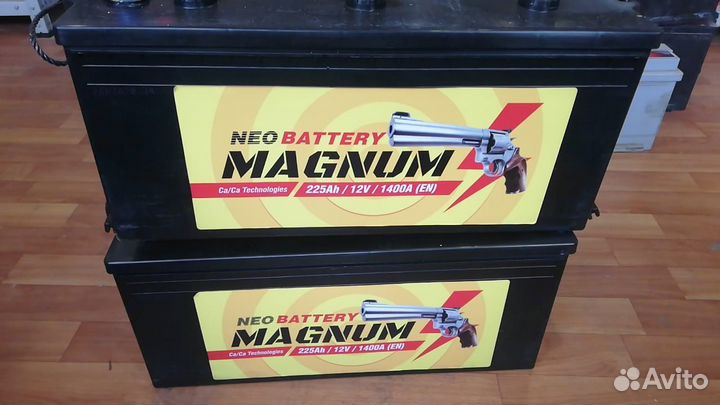 NEO BATTERY
MAGNUM
Ca/Ca Technologies 225Ah / 12V / 1400A (EN)
NEO BATTERY
MAGNUM
Ca/Ca Technologies 225Ah / 12V / 1400A (EN)
Avito